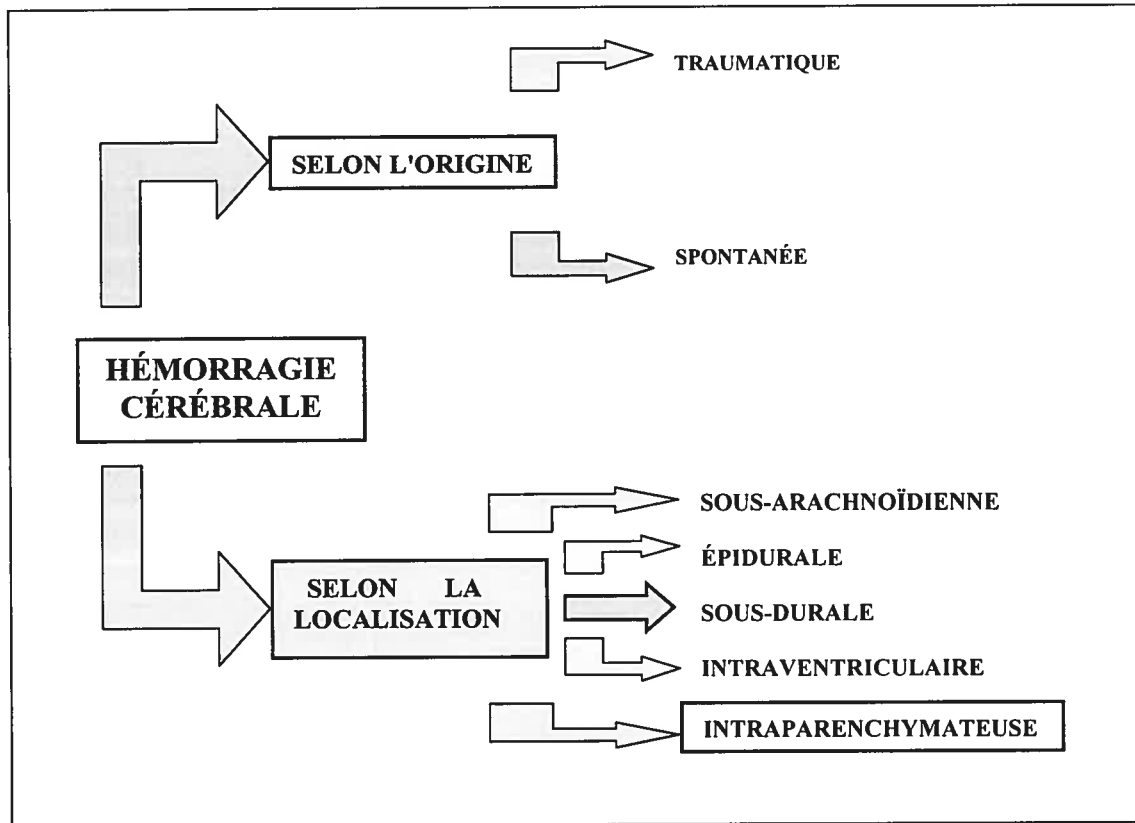 TRAUMATIQUE
SELON L'ORIGINE
SPONTANÉE
HÉMORRAGIE
CÉRÉBRALE
SOUS-ARACHNOÏDIENNE
ÉPIDURALE
SELON LA
LOCALISATION
SOUS-DURALE
INTRAVENTRICULAIRE
INTRAPARENCHYMATEUSE